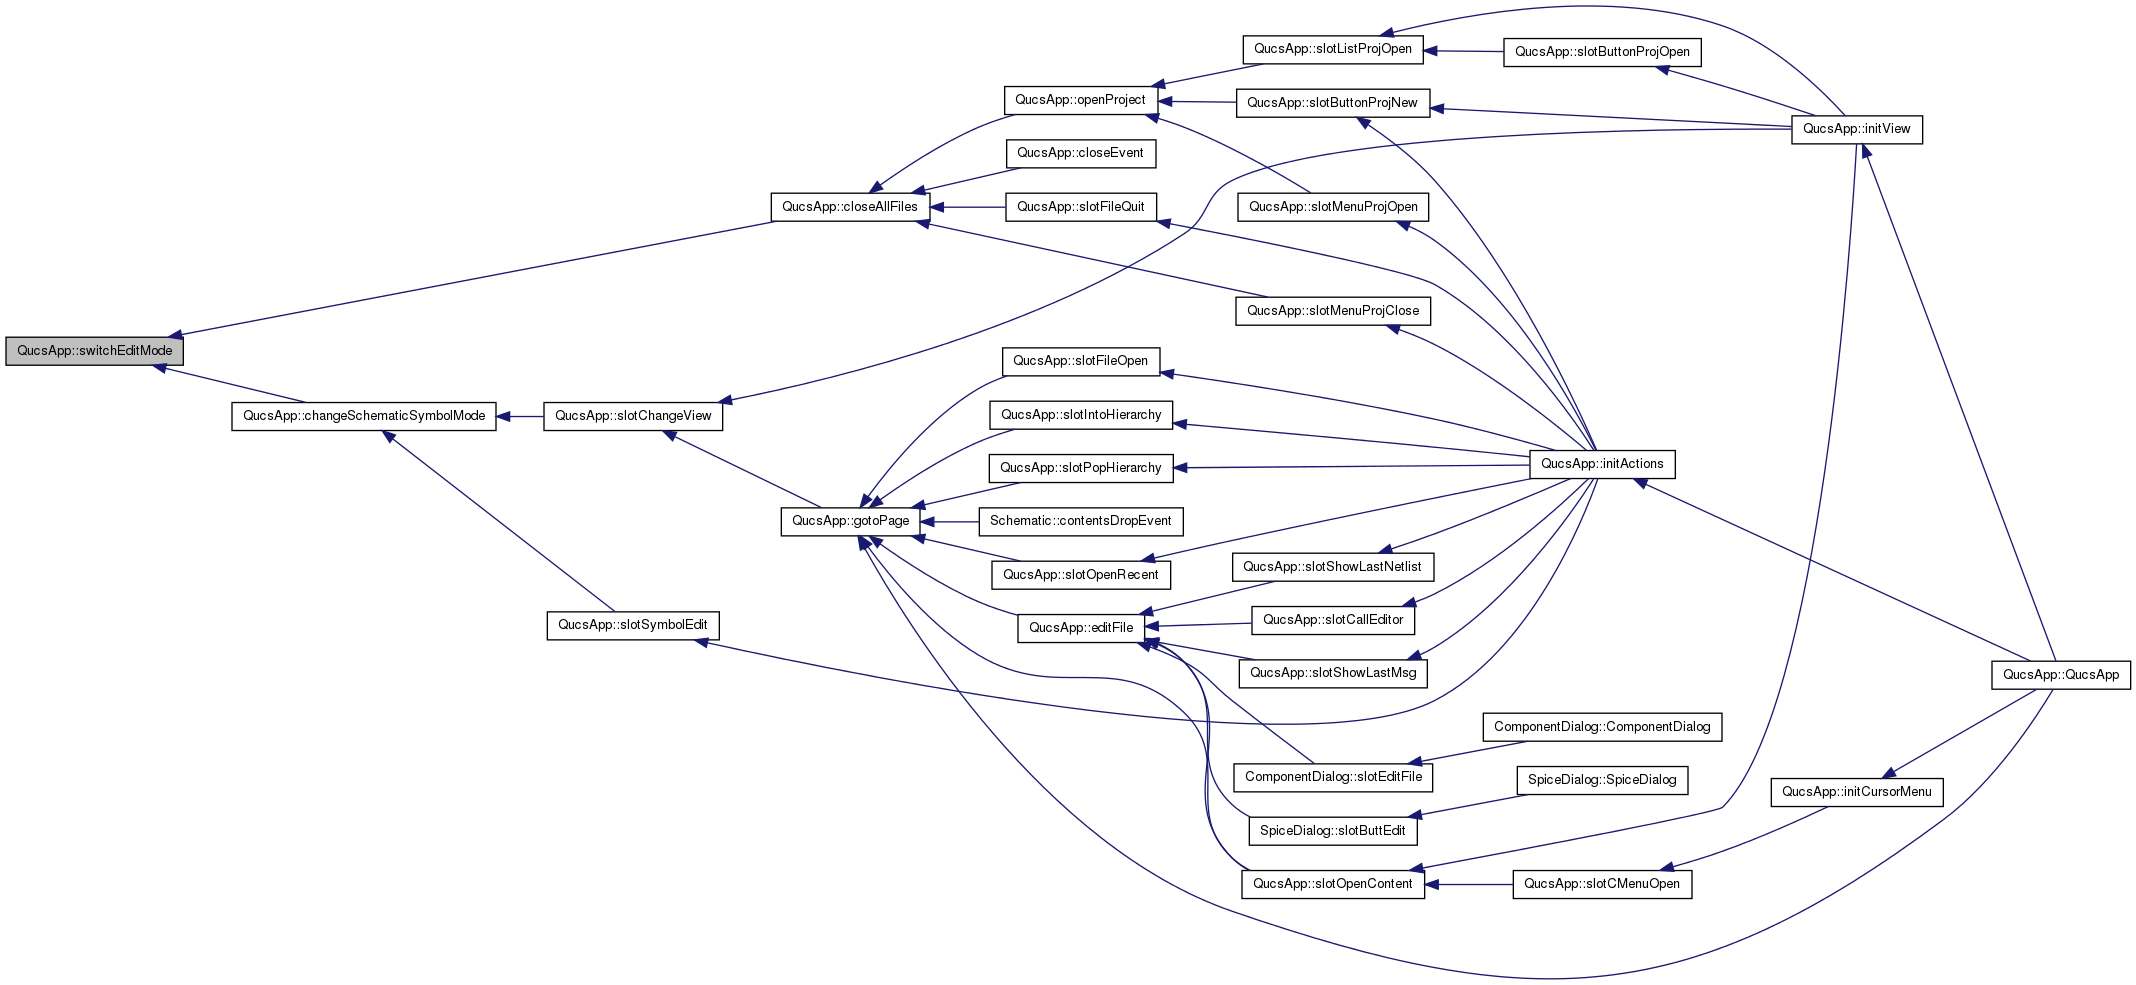 QucsApp::switchEditMode
QucsApp::closeAllFiles
QucsApp::changeSchematicSymbolMode
QucsApp::openProject
QucsApp::closeEvent
QucsApp::slotFileQuit
QucsApp::slotMenuProjClose
QucsApp::slotListProjOpen
QucsApp::slotButtonProjNew
QucsApp::slotMenuProjOpen
QucsApp::slotButtonProjOpen
QucsApp::initView
QucsApp::slotChangeView
QucsApp::slotSymbolEdit
QucsApp::gotoPage
QucsApp::slotFileOpen
QucsApp::slotIntoHierarchy
QucsApp::slotPopHierarchy
Schematic::contentsDropEvent
QucsApp::slotOpenRecent
QucsApp::editFile
QucsApp::slotShowLastNetlist
QucsApp::slotCallEditor
QucsApp::slotShowLastMsg
ComponentDialog::slotEditFile
SpiceDialog::slotButtEdit
QucsApp::slotOpenContent
QucsApp::initActions
ComponentDialog::ComponentDialog
SpiceDialog::SpiceDialog
QucsApp::slotCMenuOpen
QucsApp::initCursorMenu
QucsApp::QucsApp